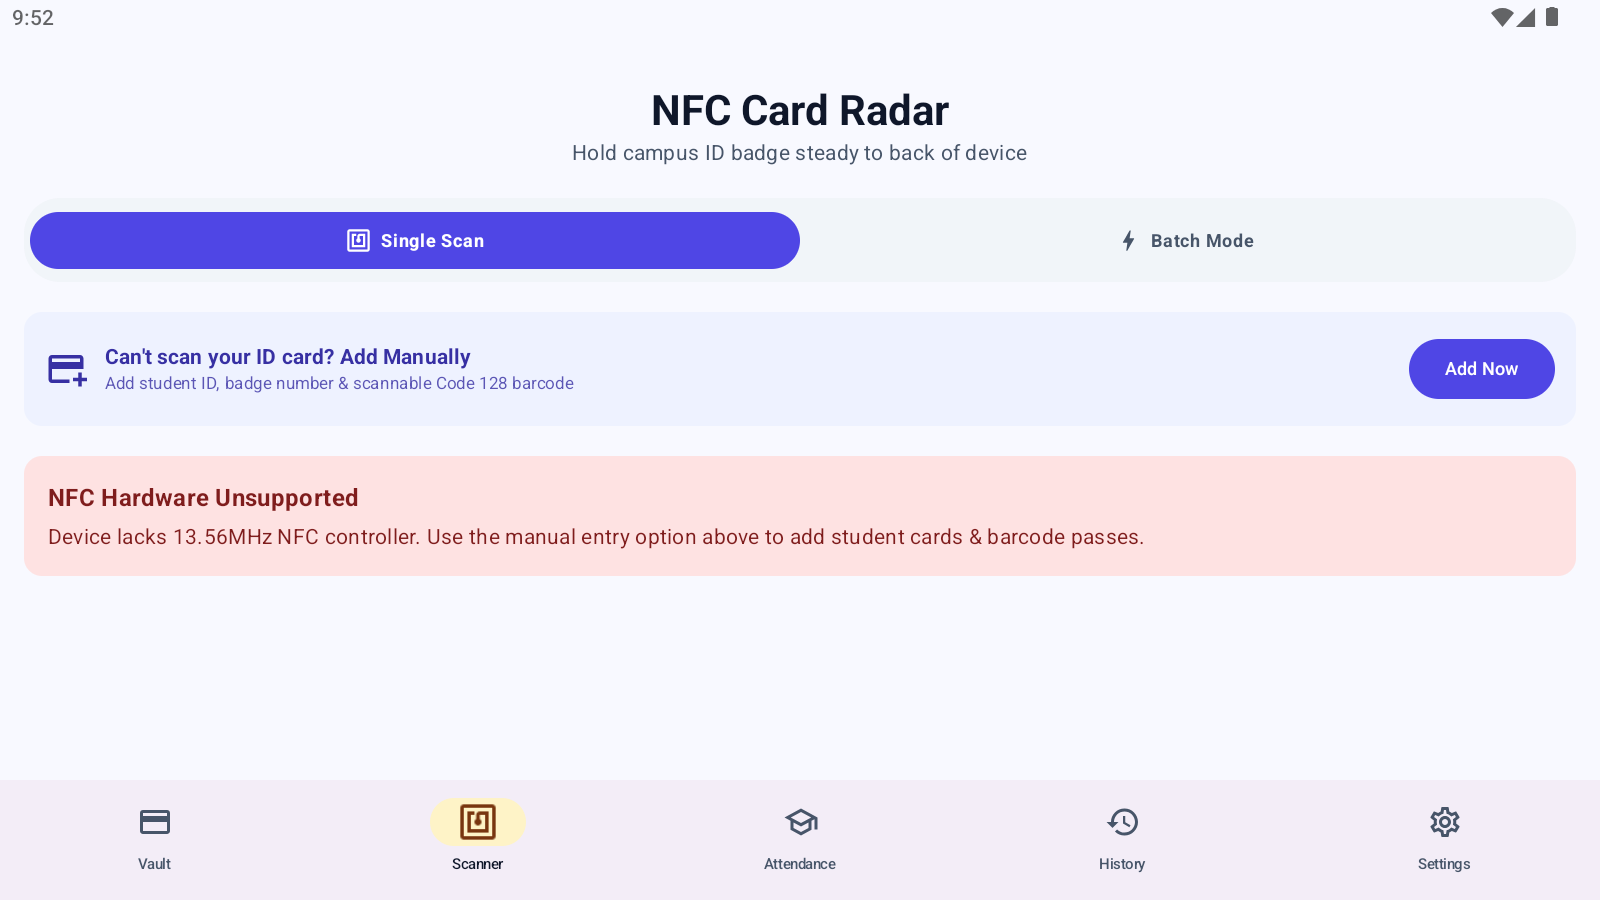 9:52
NFC Card Radar
Hold campus ID badge steady to back of device
Single Scan
Batch Mode
Can't scan your ID card? Add Manually
Add student ID, badge number & scannable Code 128 barcode
Add Now
NFC Hardware Unsupported
Device lacks 13.56MHz NFC controller. Use the manual entry option above to add student cards & barcode passes.
Vault
Scanner
Attendance
History
Settings